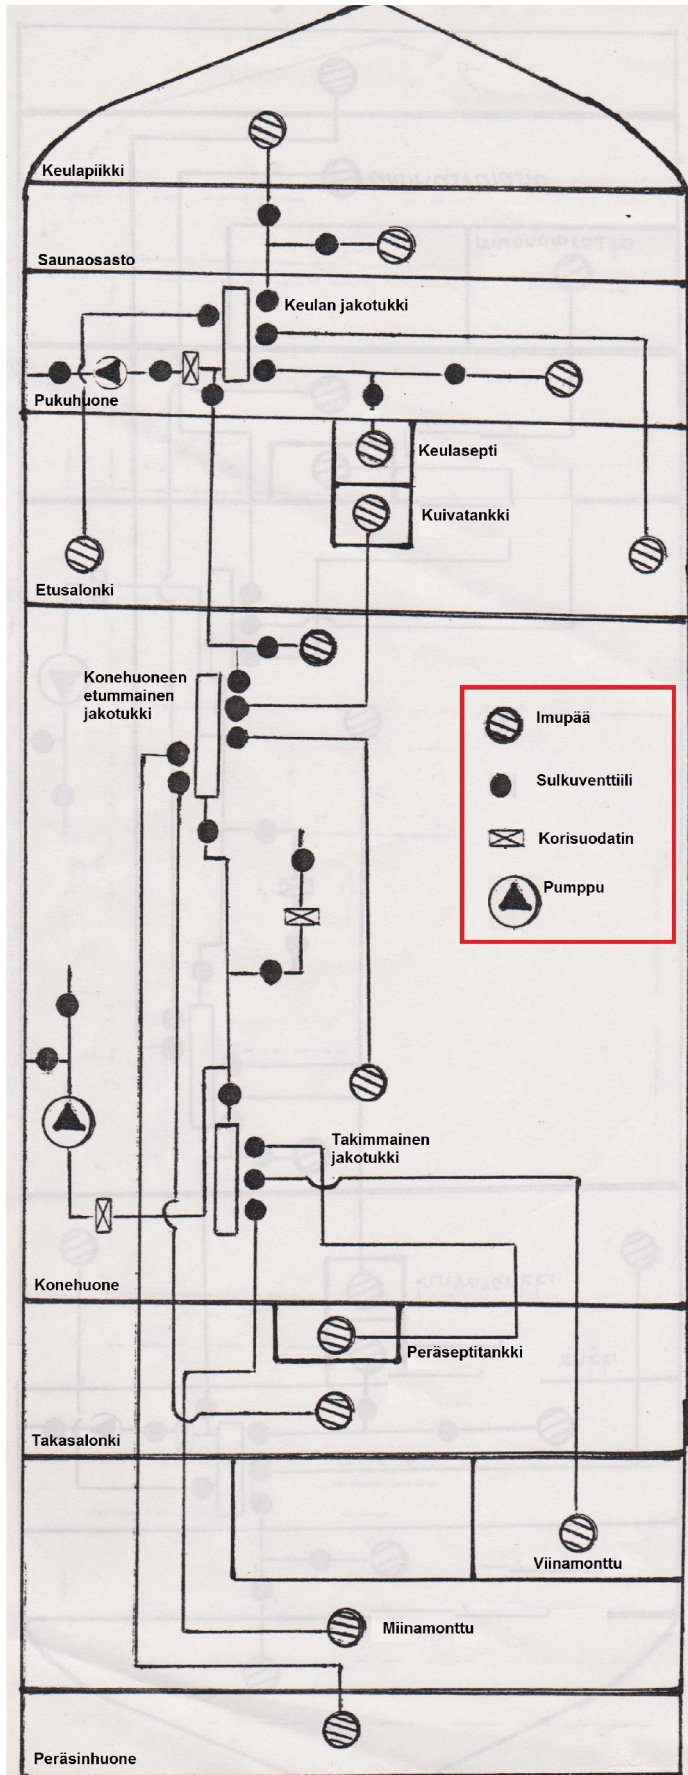 Keulapiikki
Saunaosasto
Keulan jakotukki
Pukuhuone
Keulasepti
Kuivatankki
Etusalonki
Konehuoneen
etummainen
jakotukki
Imupää
Sulkuventtiili
Korisuodatin
Pumppu
Takimmainen
jakotukki
Konehuone
Peräseptitankki
Takasalonki
Viinamonttu
Miinamonttu
Peräsinhuone